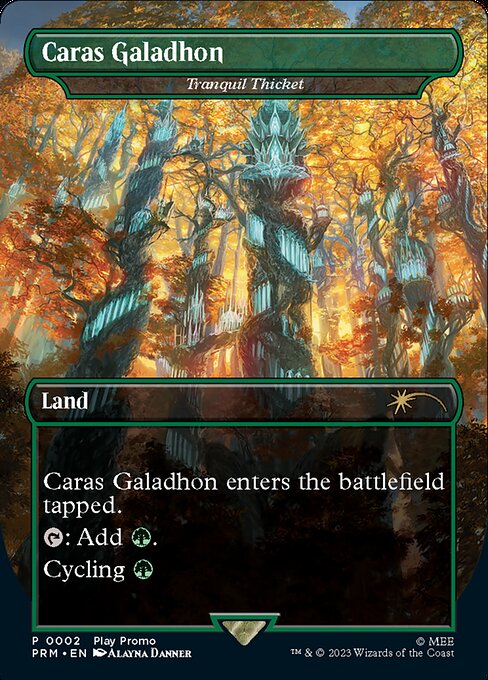 Caras Galadhon
Tranquil Thicket
Land
Caras Galadhon enters the battlefield
tapped.
: Add .
Cycling
P 0002 Play Promo
PRM • EN Alayna Danner
© MEE
™ & © 2023 Wizards of the Coast